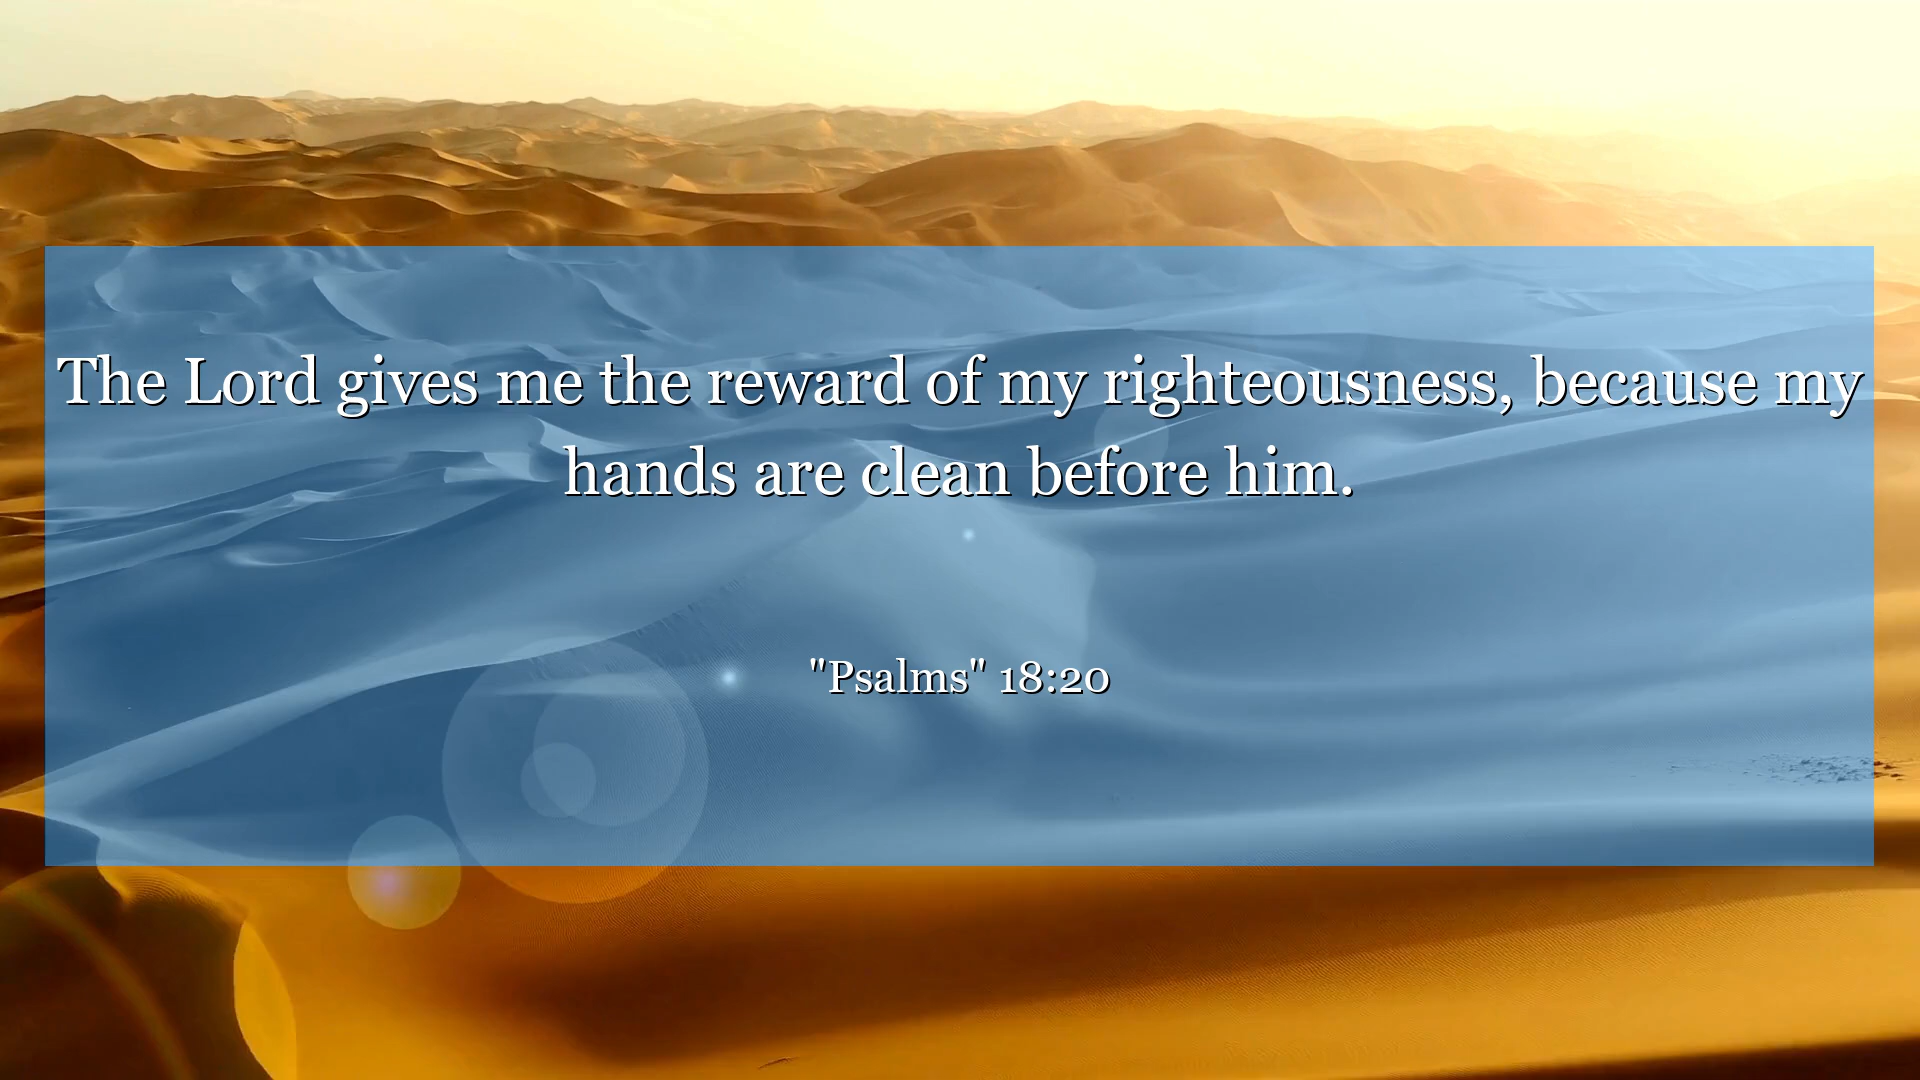 The Lord gives me the reward of my righteousness, because my
hands are clean before him.
"Psalms" 18:20